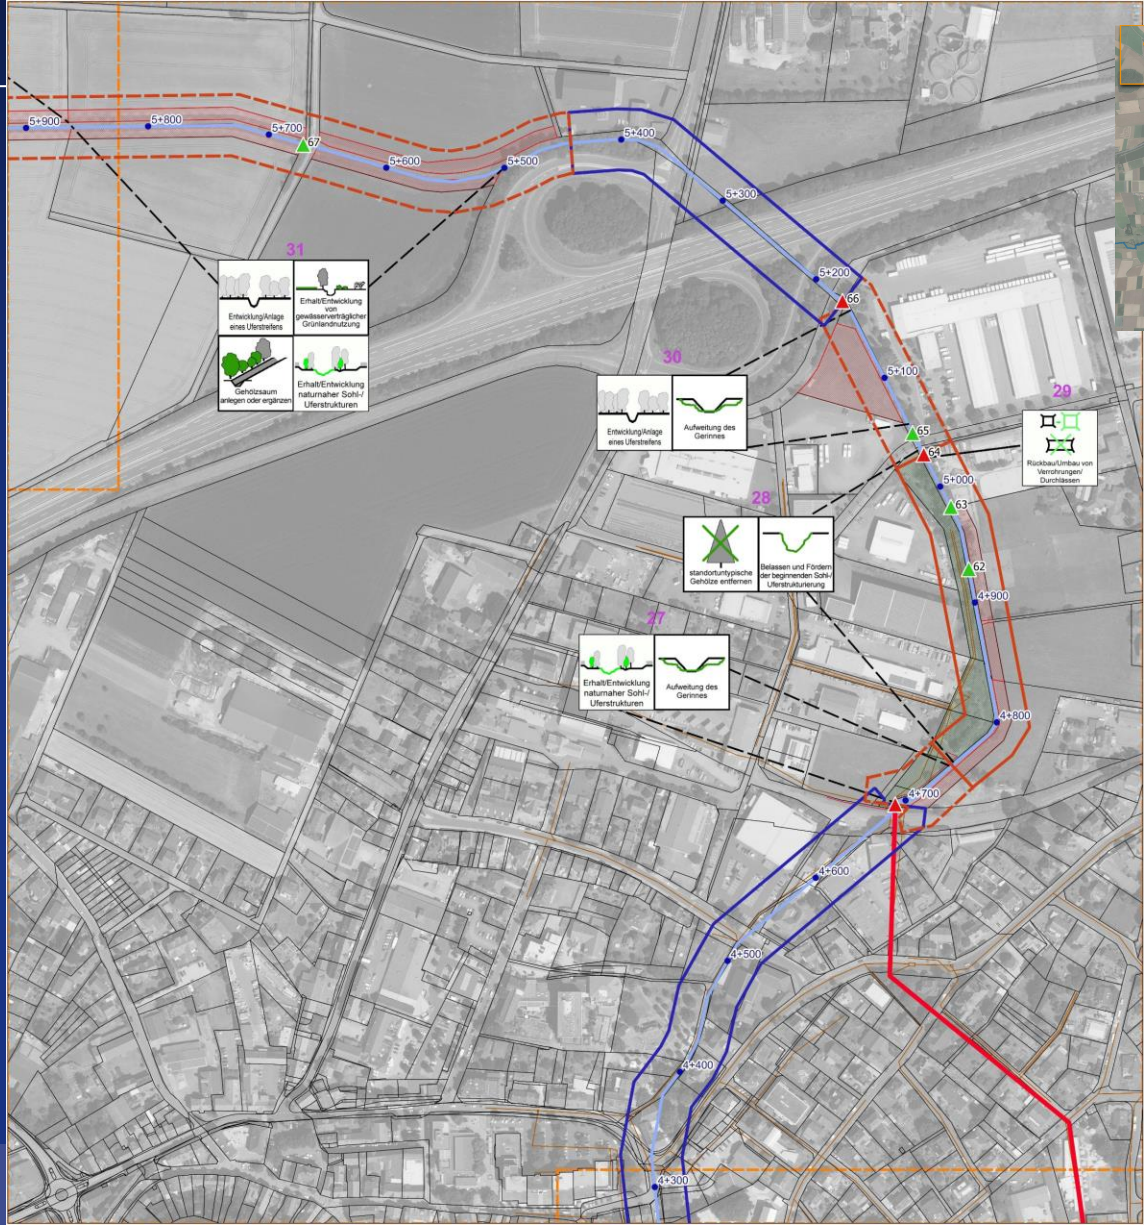 5+900
5+800
5+700
67
5+600
5+500
5+400
5+300
5+200
66
31
Entwicklung/Anlage
eines Uferstreifens
Erhalt/Entwicklung
von
gewässerverträglicher
Grünlandnutzung
Gehölzsaum
anlegen oder ergänzen
Erhalt/Entwicklung
naturnaher Sohl-/
Uferstrukturen
30
Entwicklung/Anlage
eines Uferstreifens
Aufweitung des
Gerinnes
5+100
29
Rückbau/Umbau von
Verrohrungen/
Durchlässen
65
64
5+000
63
28
standortuntypische
Gehölze entfernen
Belassen und Fördern
der beginnenden Sohl-/
Uferstrukturierung
62
4+900
27
Erhalt/Entwicklung
naturnaher Sohl-/
Uferstrukturen
Aufweitung des
Gerinnes
4+800
4+700
4+600
4+500
4+400
4+300